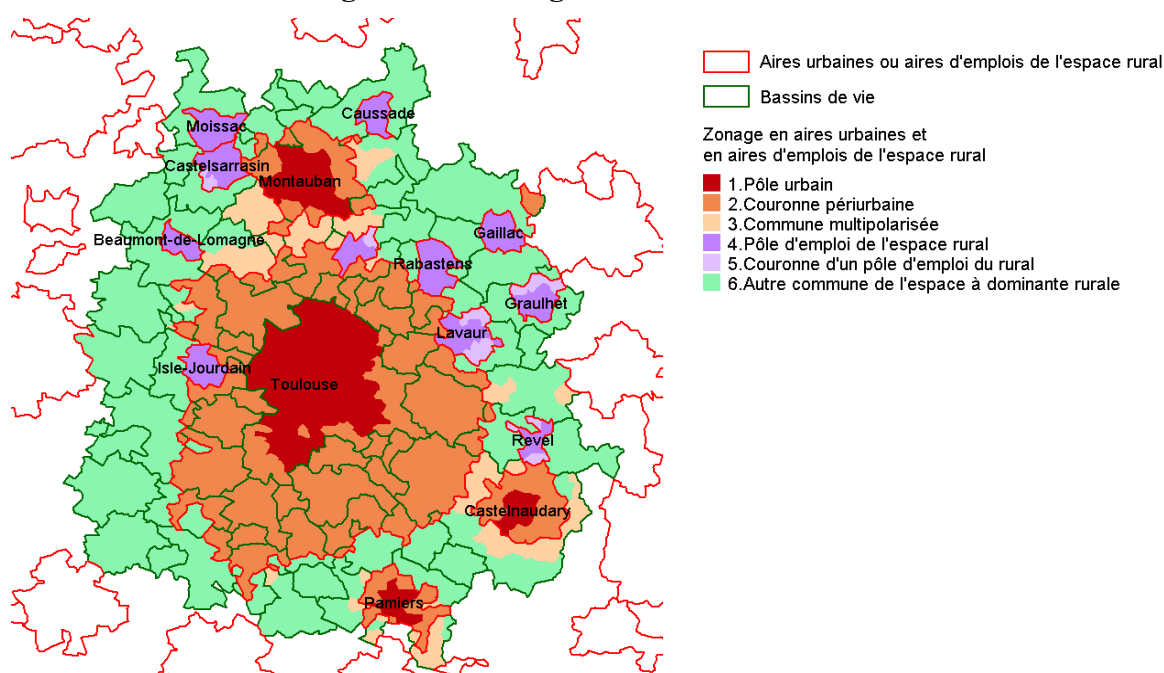 Aires urbaines ou aires d'emplois de l'espace rural
Bassins de vie
Zonage en aires urbaines et
en aires d'emplois de l'espace rural
1.Pôle urbain
2.Couronne périurbaine
3.Commune multipolarisée
4.Pôle d'emploi de l'espace rural
5.Couronne d'un pôle d'emploi du rural
6.Autre commune de l'espace à dominante rurale
Caussade
Moissac
Castelsarrasin
Montauban
Beaumont-de-Lomagne
Gaillac
Rabastens
Graulhet
Lavaur
Isle-Jourdain
Toulouse
Revel
Castelnaudary
Pamiers